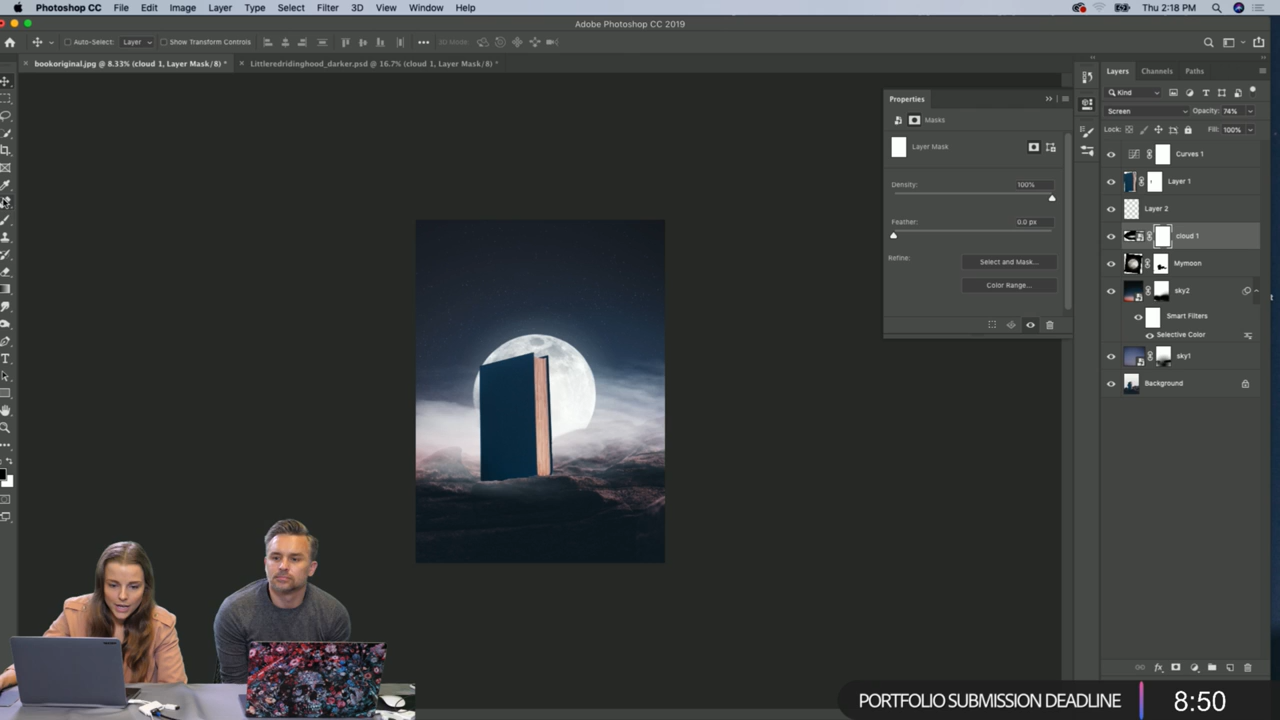 Photoshop CC File Edit Image Layer Type Select Filter 3D View Window Help Thu 2:18 PM
Adobe Photoshop CC 2019
Auto-Select: Layer Show Transform Controls 3D Mode:
bookoriginal.jpg @ 8.33% (cloud 1, Layer Mask/8) * Littleredridinghood_darker.psd @ 16.7% (cloud 1, Layer Mask/8) *
Properties
Masks
Layer Mask
Density: 100%
Feather: 0.0 px
Refine: Select and Mask...
Color Range...
Layers Channels Paths
Kind
Screen Opacity: 74%
Lock: Fill: 100%
Curves 1
Layer 1
Layer 2
cloud 1
Mymoon
sky2
Smart Filters
Selective Color
sky1
Background
PORTFOLIO SUBMISSION DEADLINE 8:50